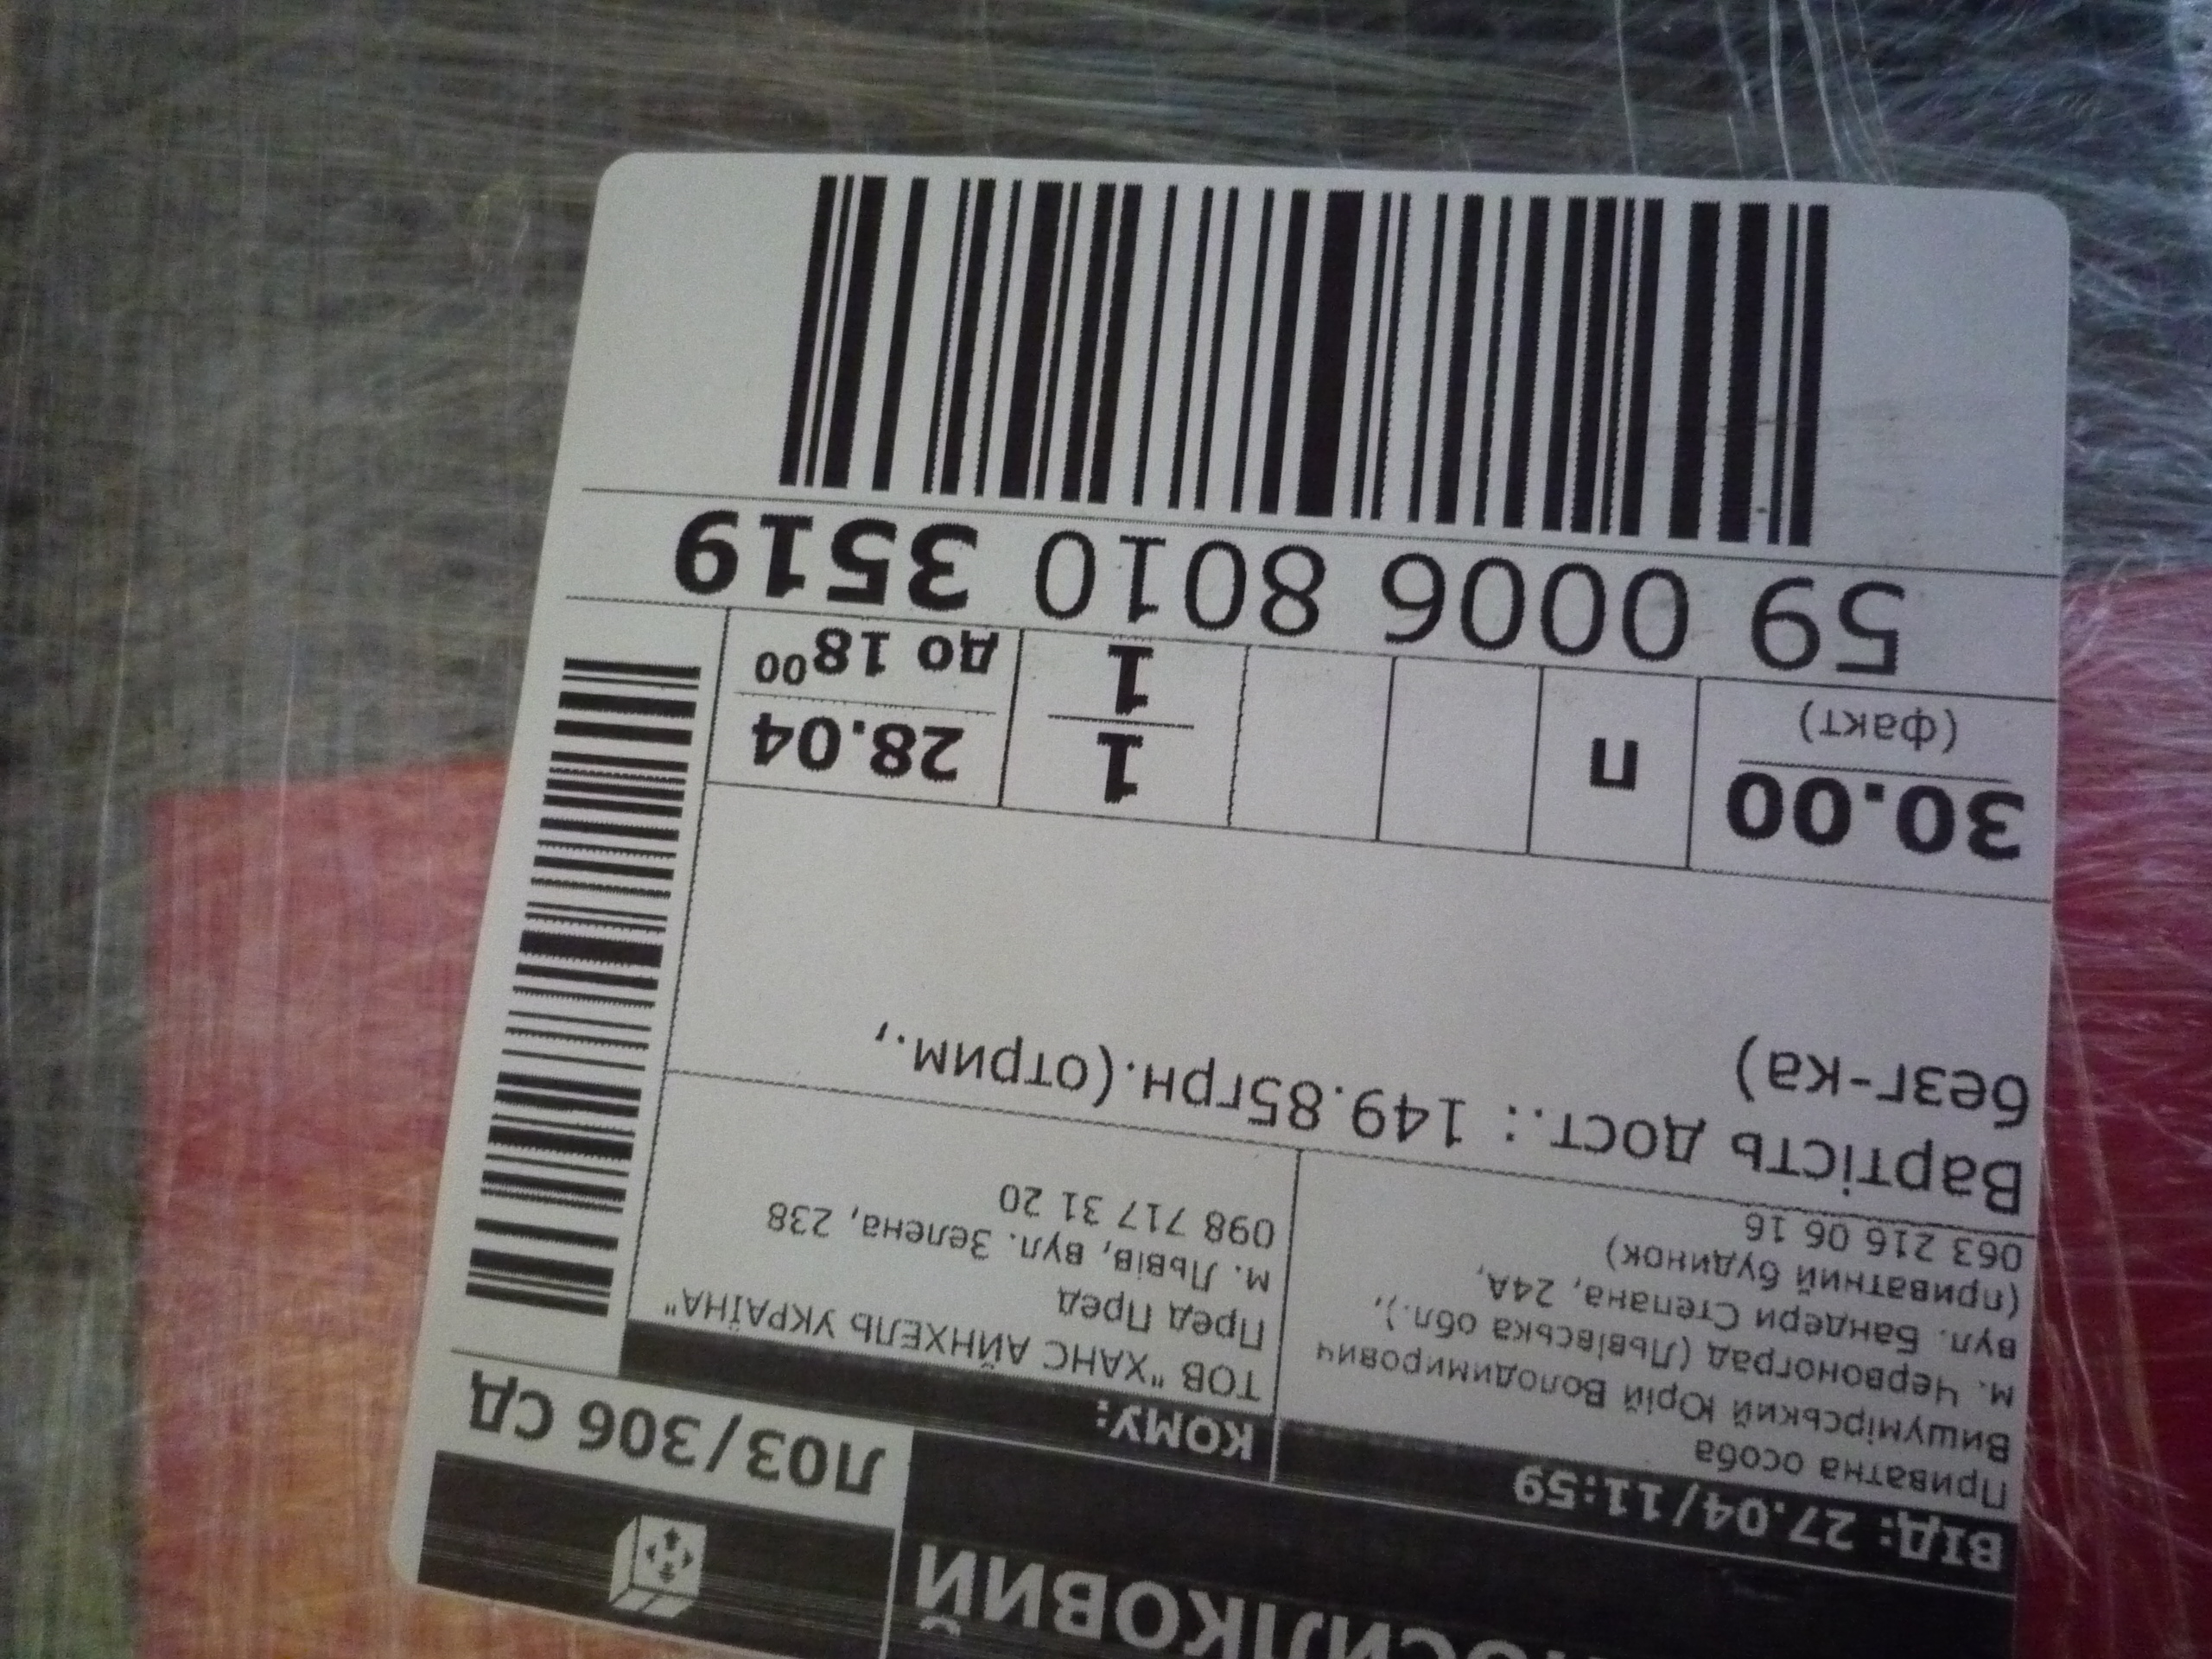 ПОСИЛКОВИЙ
Л03/306 СД
ВІД: 27.04/11:59
Приватна особа
Вишумірський Юрій Володимирович
м. Червоноград (Львівська обл.),
вул. Бандери Степана, 24А,
(приватний будинок)
063 216 06 16
КОМУ:
ТОВ "ХАНС АЙНХЕЛЬ УКРАЇНА"
Пред Пред
м. Львів, вул. Зелена, 238
098 717 31 20
Вартість дост.: 149.85грн.(отрим.,
безг-ка)
30.00
(факт)
П
1
1
28.04
до 18 00
59 0006 8010 3519